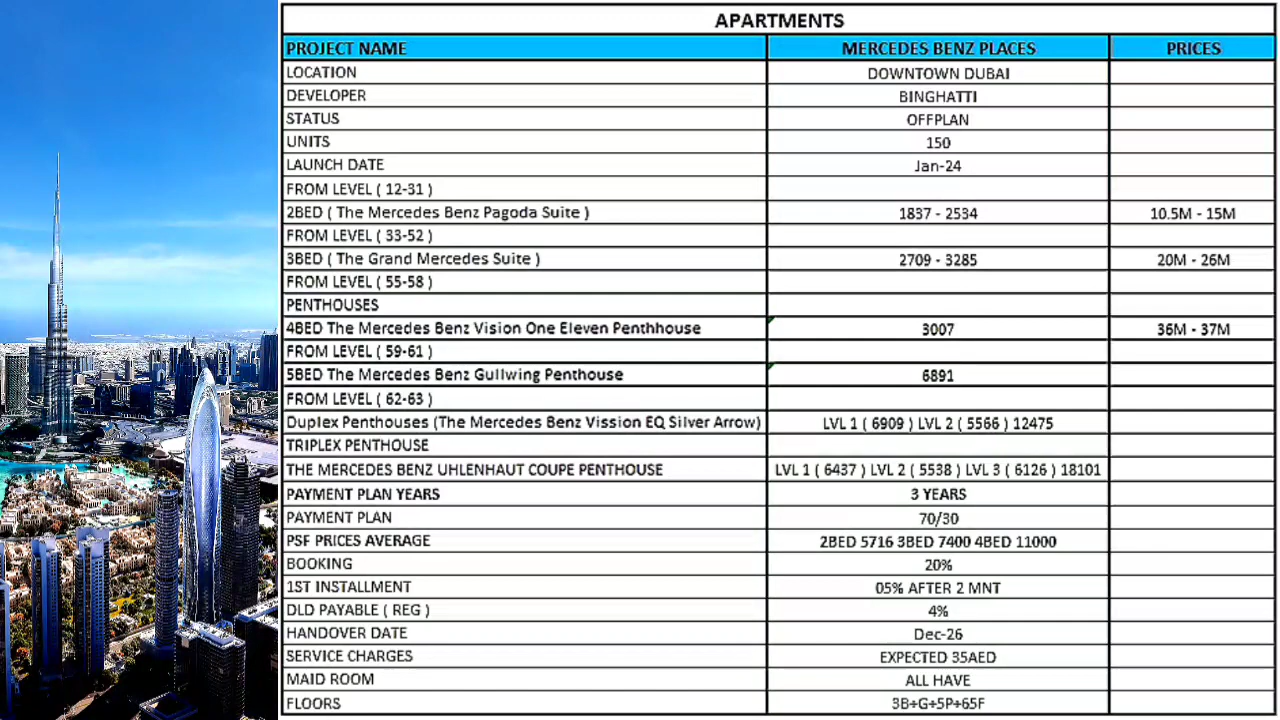 APARTMENTS
PROJECT NAME MERCEDES BENZ PLACES PRICES
LOCATION DOWNTOWN DUBAI
DEVELOPER BINGHATTI
STATUS OFFPLAN
UNITS 150
LAUNCH DATE Jan-24
FROM LEVEL ( 12-31 )
2BED ( The Mercedes Benz Pagoda Suite ) 1837 - 2534 10.5M - 15M
FROM LEVEL ( 33-52 )
3BED ( The Grand Mercedes Suite ) 2709 - 3285 20M - 26M
FROM LEVEL ( 55-58 )
PENTHOUSES
4BED The Mercedes Benz Vision One Eleven Penthhouse 3007 36M - 37M
FROM LEVEL ( 59-61 )
5BED The Mercedes Benz Gullwing Penthouse 6891
FROM LEVEL ( 62-63 )
Duplex Penthouses (The Mercedes Benz Vission EQ Silver Arrow) LVL 1 ( 6909 ) LVL 2 ( 5566 ) 12475
TRIPLEX PENTHOUSE
THE MERCEDES BENZ UHLENHAUT COUPE PENTHOUSE LVL 1 ( 6437 ) LVL 2 ( 5538 ) LVL 3 ( 6126 ) 18101
PAYMENT PLAN YEARS 3 YEARS
PAYMENT PLAN 70/30
PSF PRICES AVERAGE 2BED 5716 3BED 7400 4BED 11000
BOOKING 20%
1ST INSTALLMENT 05% AFTER 2 MNT
DLD PAYABLE ( REG ) 4%
HANDOVER DATE Dec-26
SERVICE CHARGES EXPECTED 35AED
MAID ROOM ALL HAVE
FLOORS 3B+G+5P+65F